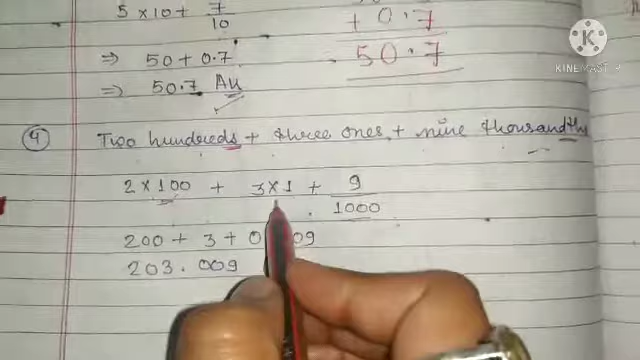 5 × 10 + 7/10
+ 0.7
⇒ 50 + 0.7
50.7
⇒ 50.7 Ans
KINEMASTER
④ Two hundreds + three ones + nine thousandths
2 × 100 + 3 × 1 + 9/1000
200 + 3 + 0 09
203.009